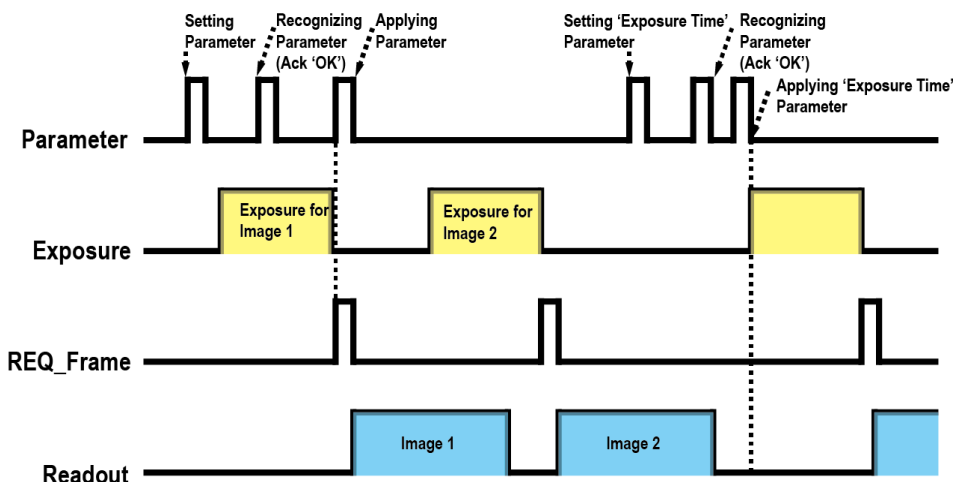 Setting
Parameter
Recognizing
Parameter
(Ack ‘OK’)
Applying
Parameter
Setting ‘Exposure Time’
Parameter
Recognizing
Parameter
(Ack ‘OK’)
Applying ‘Exposure Time’
Parameter
Parameter
Exposure for
Image 1
Exposure for
Image 2
Exposure
REQ_Frame
Image 1
Image 2
Readout